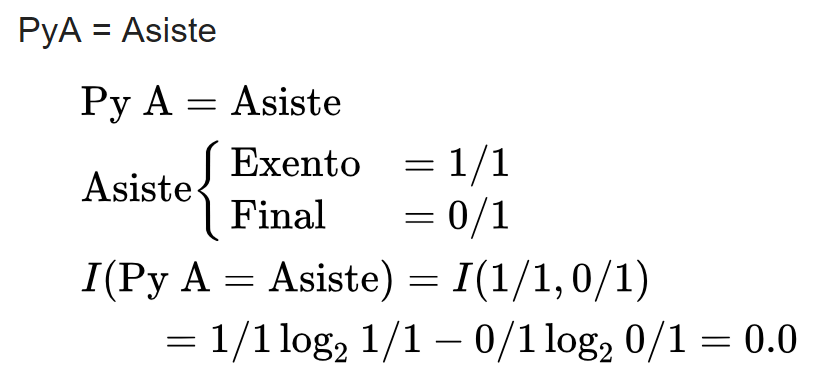 PyA = Asiste
Py A = Asiste
Asiste { Exento = 1/1
Final = 0/1
I(Py A = Asiste) = I(1/1, 0/1)
= 1/1 log₂ 1/1 − 0/1 log₂ 0/1 = 0.0